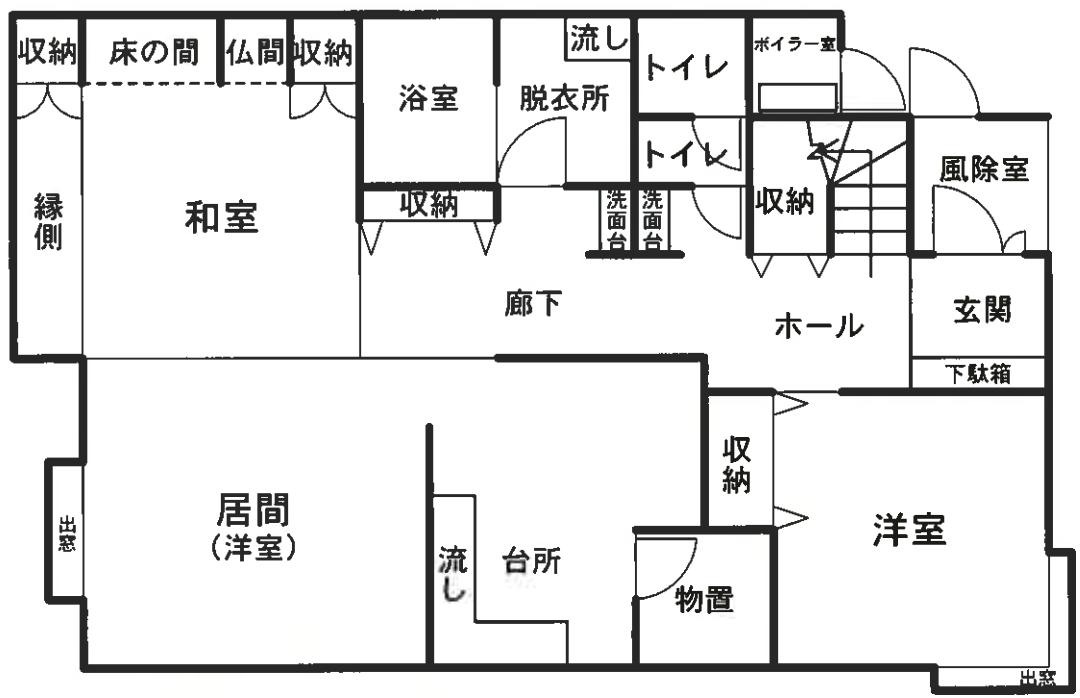 収納
床の間
仏間
収納
浴室
脱衣所
流し
トイレ
ボイラー室
トイレ
収納
風除室
縁側
和室
収納
洗面台
洗面台
廊下
ホール
玄関
下駄箱
居間
(洋室)
出窓
流し
台所
収納
物置
洋室
出窓